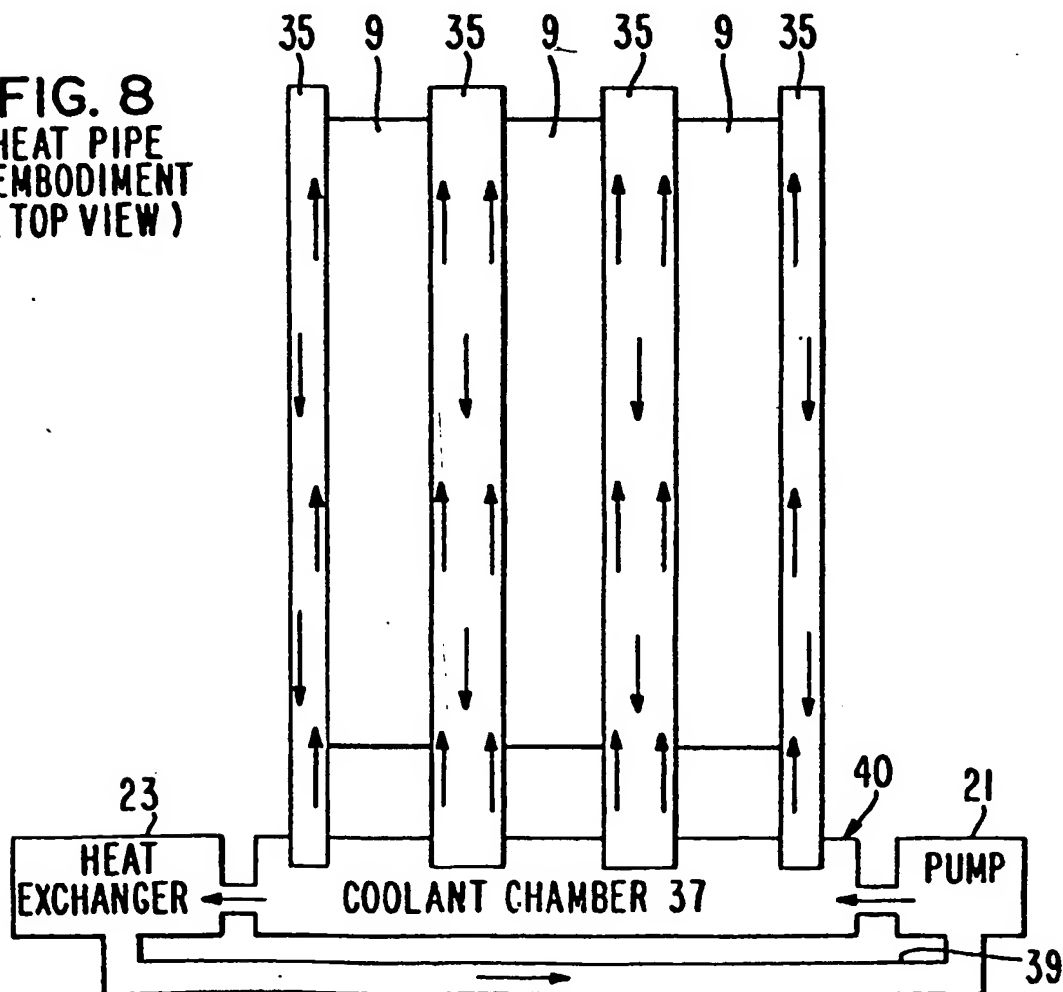 35 9 35 9 35 9 35
FIG. 8
HEAT PIPE
EMBODIMENT
TOP VIEW )
40
23
21
HEAT
EXCHANGER
PUMP
COOLANT CHAMBER 37
39